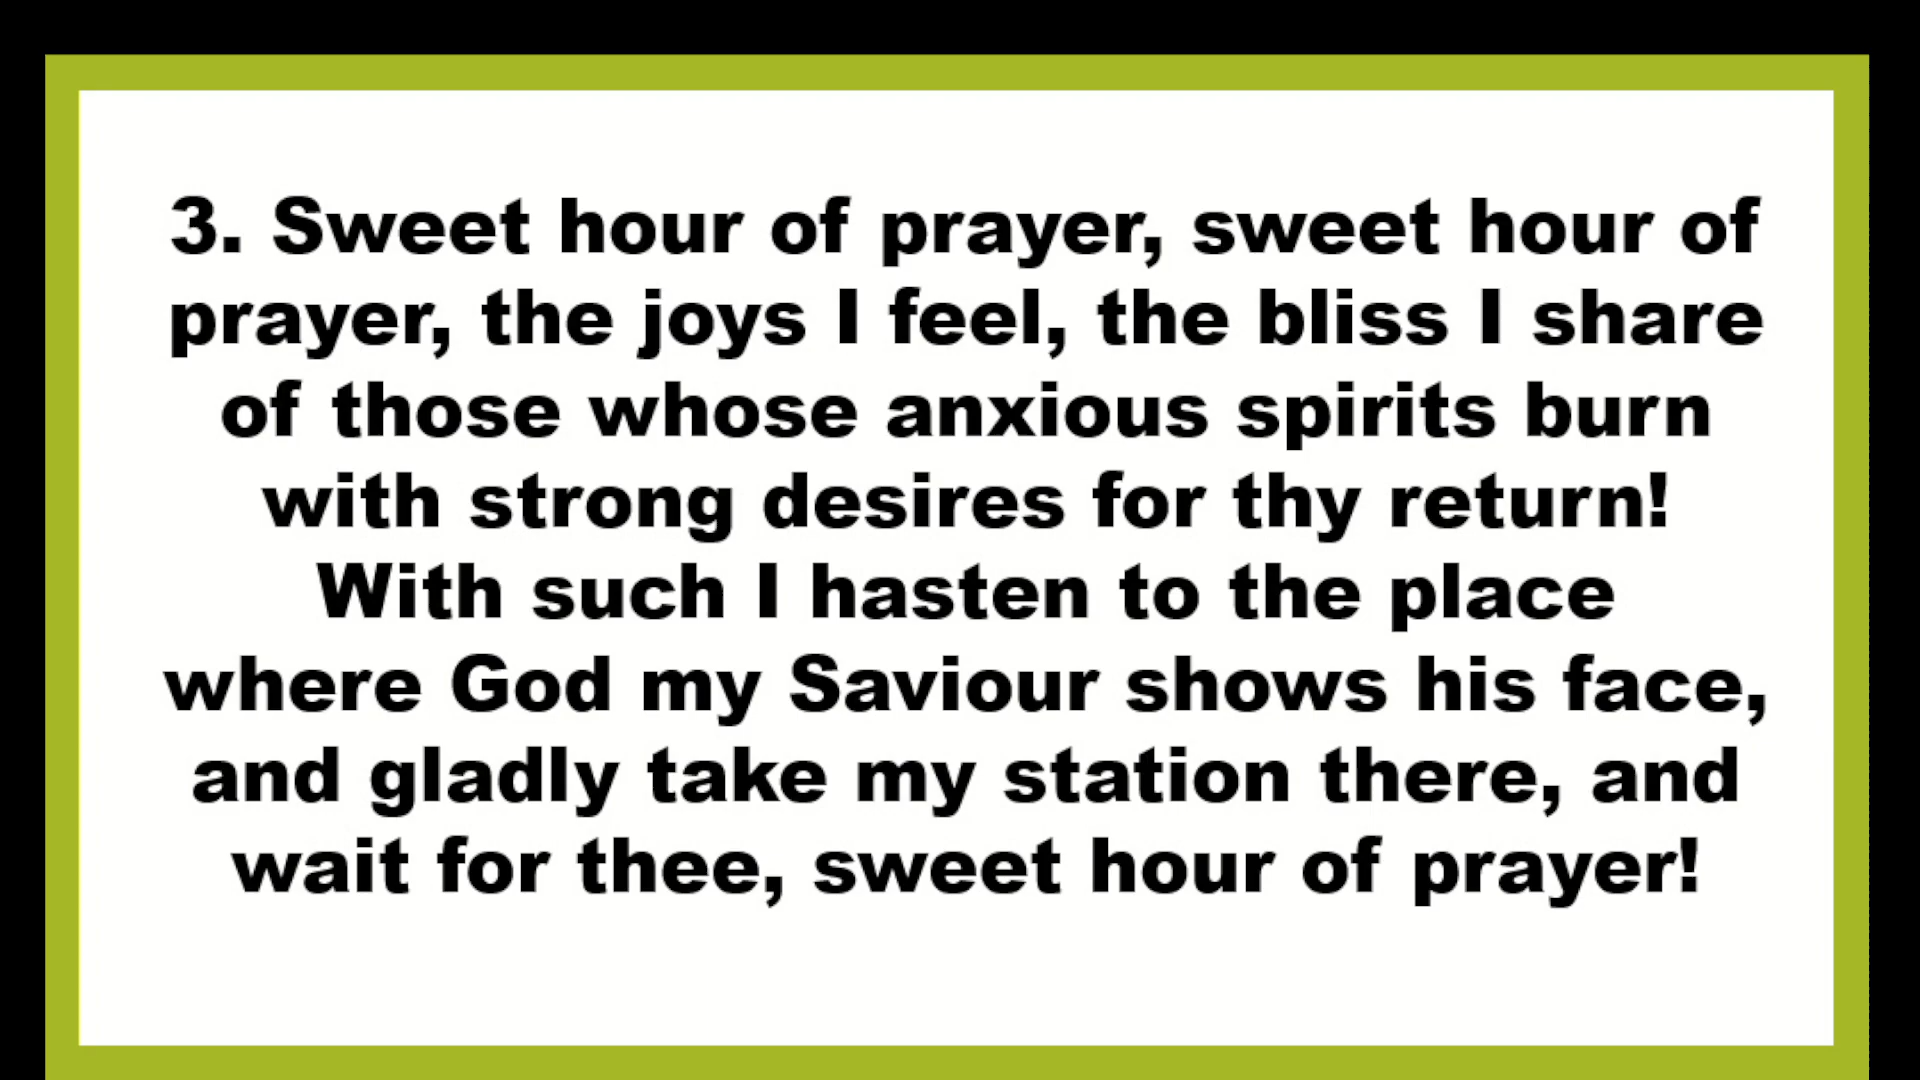 3. Sweet hour of prayer, sweet hour of
prayer, the joys I feel, the bliss I share
of those whose anxious spirits burn
with strong desires for thy return!
With such I hasten to the place
where God my Saviour shows his face,
and gladly take my station there, and
wait for thee, sweet hour of prayer!